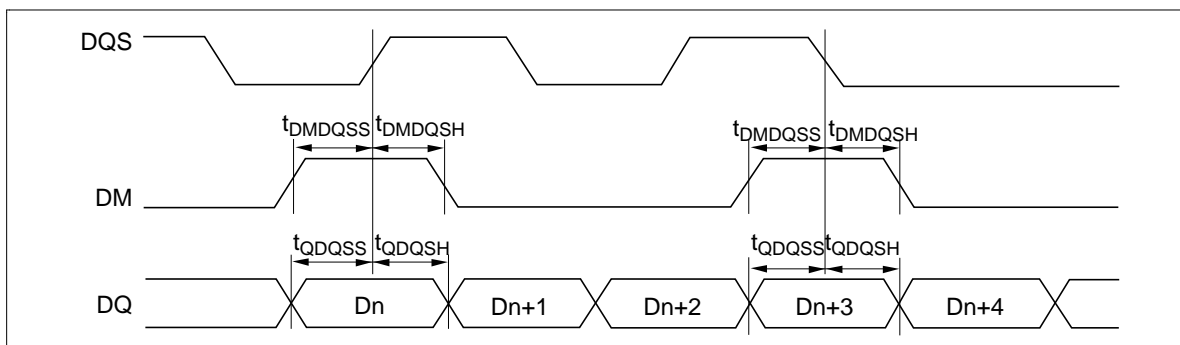 DQS
tDMDQSS tDMDQSH tDMDQSS tDMDQSH
DM
tQDQSS tQDQSH tQDQSS tQDQSH
DQ Dn Dn+1 Dn+2 Dn+3 Dn+4